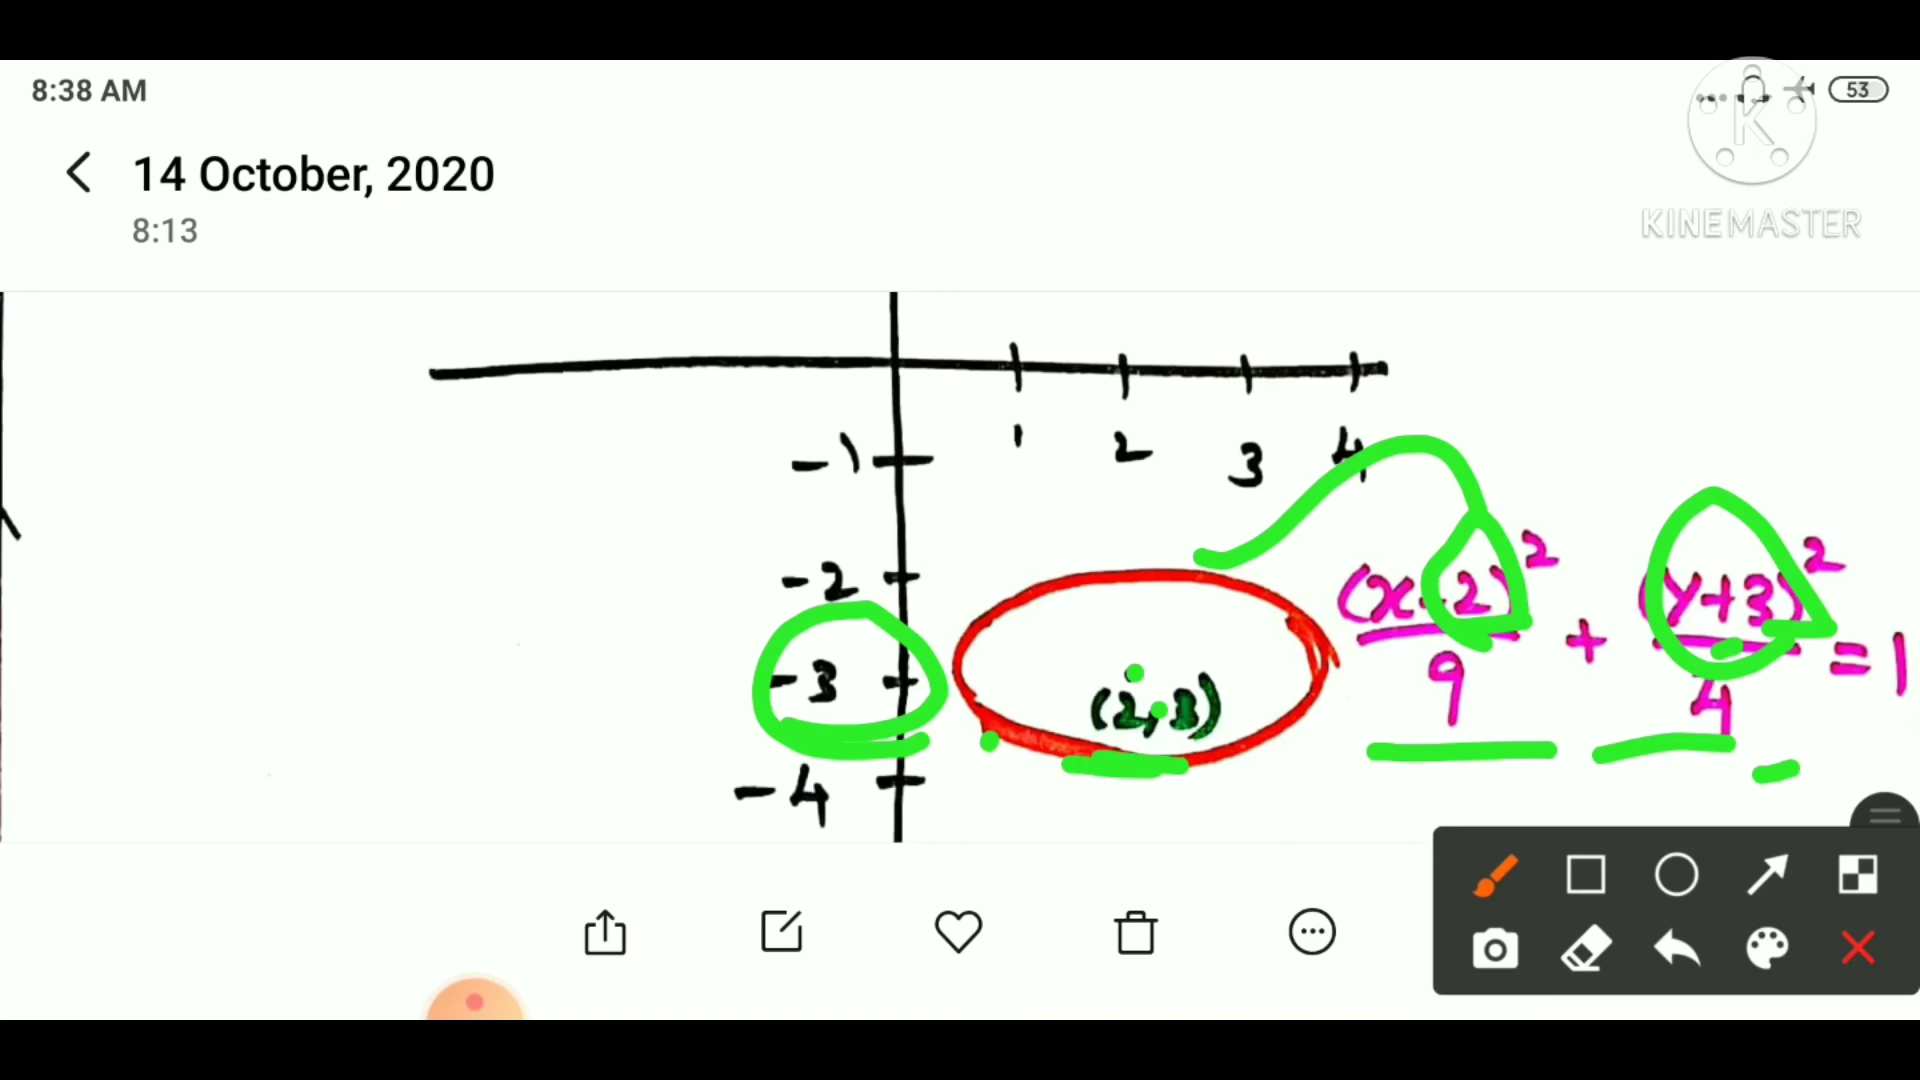 8:38 AM
53
14 October, 2020
8:13
K
KINEMASTER
1 2 3 4
-1
-2
-3
-4
(2,3)
(x-2)²/9 + (y+3)²/4 = 1